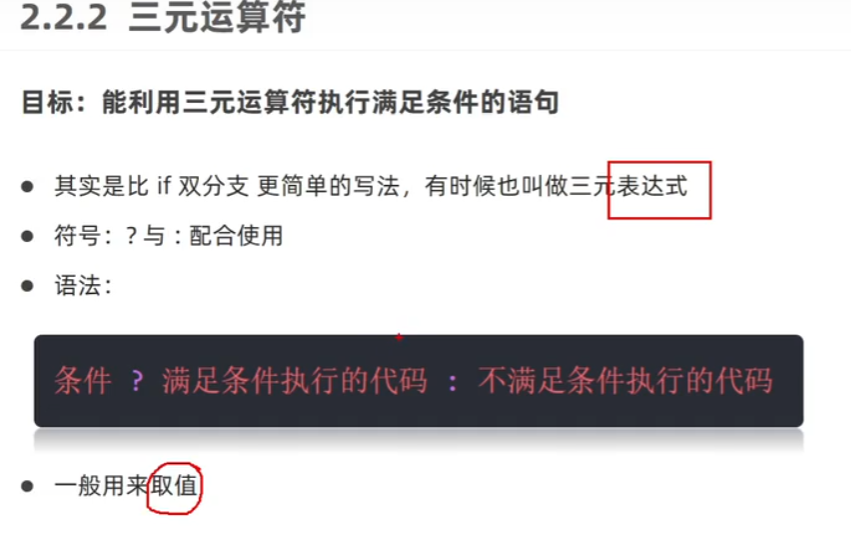 2.2.2 三元运算符
目标：能利用三元运算符执行满足条件的语句
● 其实是比 if 双分支 更简单的写法，有时候也叫做三元表达式
● 符号：? 与 : 配合使用
● 语法：
条件 ? 满足条件执行的代码 : 不满足条件执行的代码
● 一般用来取值